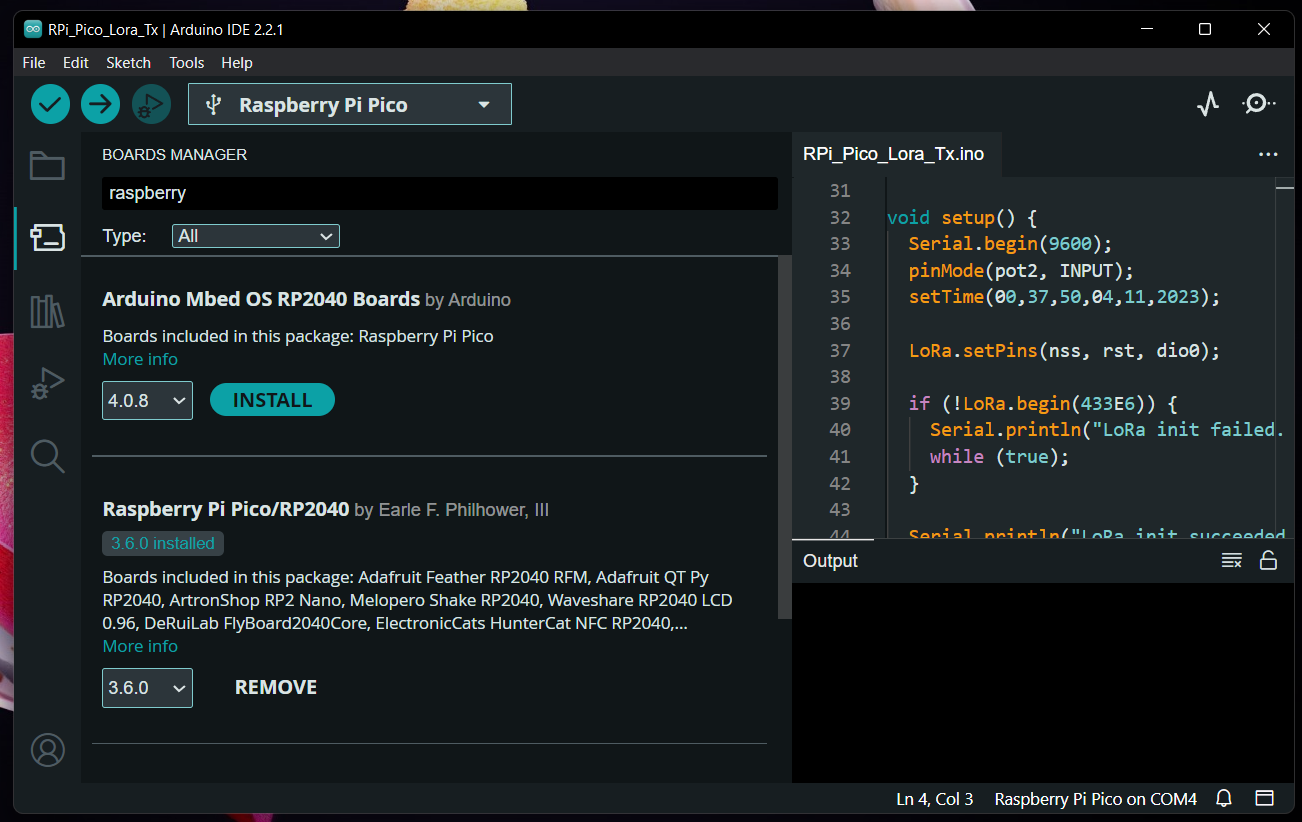 RPi_Pico_Lora_Tx | Arduino IDE 2.2.1
File Edit Sketch Tools Help
Raspberry Pi Pico
BOARDS MANAGER
raspberry
Type: All
Arduino Mbed OS RP2040 Boards by Arduino
Boards included in this package: Raspberry Pi Pico
More info
4.0.8 INSTALL
Raspberry Pi Pico/RP2040 by Earle F. Philhower, III
3.6.0 installed
Boards included in this package: Adafruit Feather RP2040 RFM, Adafruit QT Py
RP2040, ArtronShop RP2 Nano, Melopero Shake RP2040, Waveshare RP2040 LCD
0.96, DeRuiLab FlyBoard2040Core, ElectronicCats HunterCat NFC RP2040,...
More info
3.6.0 REMOVE
RPi_Pico_Lora_Tx.ino
31
32 void setup() {
33 Serial.begin(9600);
34 pinMode(pot2, INPUT);
35 setTime(00,37,50,04,11,2023);
36
37 LoRa.setPins(nss, rst, dio0);
38
39 if (!LoRa.begin(433E6)) {
40 Serial.println("LoRa init failed.
41 while (true);
42 }
43
44 Serial.println("LoRa init succeeded
Output
Ln 4, Col 3 Raspberry Pi Pico on COM4